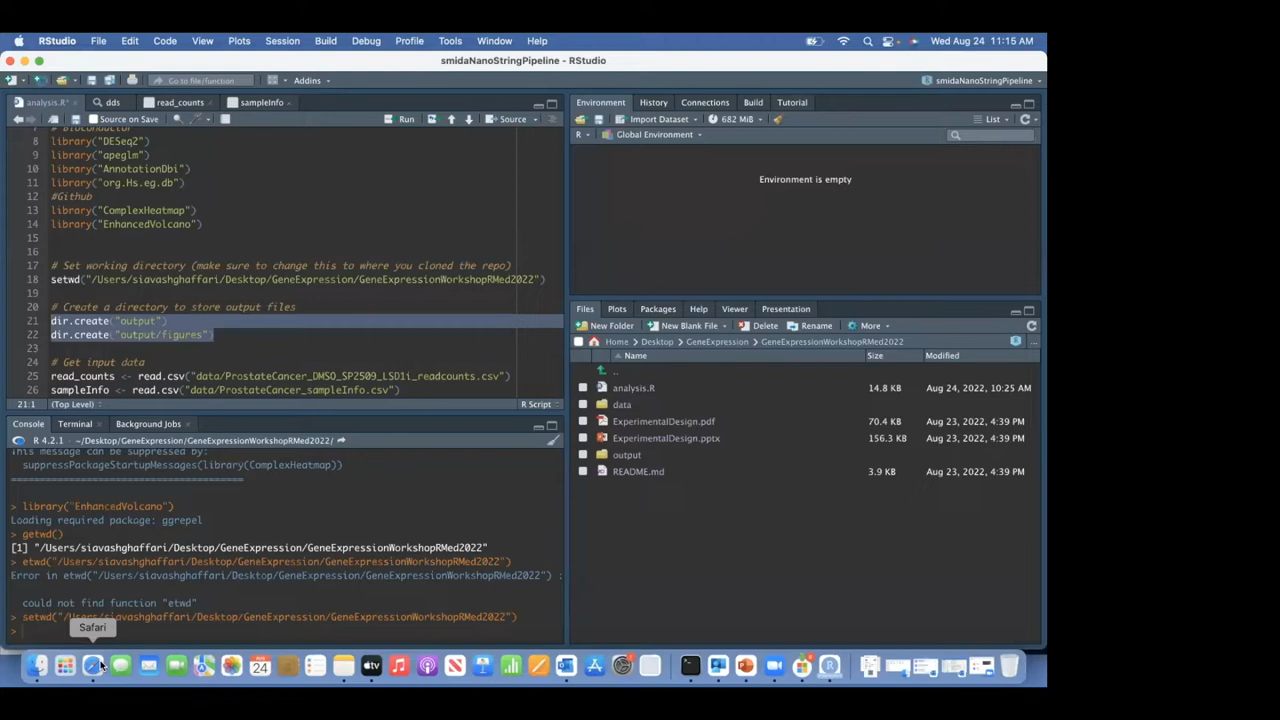 RStudio File Edit Code View Plots Session Build Debug Profile Tools Window Help Wed Aug 24 11:15 AM
smidaNanoStringPipeline - RStudio
Go to file/function Addins smidaNanoStringPipeline
analysis.R* dds read_counts sampleInfo
Source on Save Run Source
7 # Bioconductor
8 library("DESeq2")
9 library("apeglm")
10 library("AnnotationDbi")
11 library("org.Hs.eg.db")
12 #Github
13 library("ComplexHeatmap")
14 library("EnhancedVolcano")
15
16
17 # Set working directory (make sure to change this to where you cloned the repo)
18 setwd("/Users/siavashghaffari/Desktop/GeneExpression/GeneExpressionWorkshopRMed2022")
19
20 # Create a directory to store output files
21 dir.create("output")
22 dir.create("output/figures")
23
24 # Get input data
25 read_counts <- read.csv("data/ProstateCancer_DMSO_SP2509_LSD1i_readcounts.csv")
26 sampleInfo <- read.csv("data/ProstateCancer_sampleInfo.csv")
21:1 (Top Level) R Script
Console Terminal Background Jobs
R 4.2.1 · ~/Desktop/GeneExpression/GeneExpressionWorkshopRMed2022/
This message can be suppressed by:
suppressPackageStartupMessages(library(ComplexHeatmap))
========================================
> library("EnhancedVolcano")
Loading required package: ggrepel
> getwd()
[1] "/Users/siavashghaffari/Desktop/GeneExpression/GeneExpressionWorkshopRMed2022"
> etwd("/Users/siavashghaffari/Desktop/GeneExpression/GeneExpressionWorkshopRMed2022")
Error in etwd("/Users/siavashghaffari/Desktop/GeneExpression/GeneExpressionWorkshopRMed2022") :
could not find function "etwd"
> setwd("/Users/siavashghaffari/Desktop/GeneExpression/GeneExpressionWorkshopRMed2022")
>
Safari
Environment History Connections Build Tutorial
Import Dataset 682 MiB List
R Global Environment
Environment is empty
Files Plots Packages Help Viewer Presentation
New Folder New Blank File Delete Rename More
Home Desktop GeneExpression GeneExpressionWorkshopRMed2022 ...
Name Size Modified
..
analysis.R 14.8 KB Aug 24, 2022, 10:25 AM
data
ExperimentalDesign.pdf 70.4 KB Aug 23, 2022, 4:39 PM
ExperimentalDesign.pptx 156.3 KB Aug 23, 2022, 4:39 PM
output
README.md 3.9 KB Aug 23, 2022, 4:39 PM